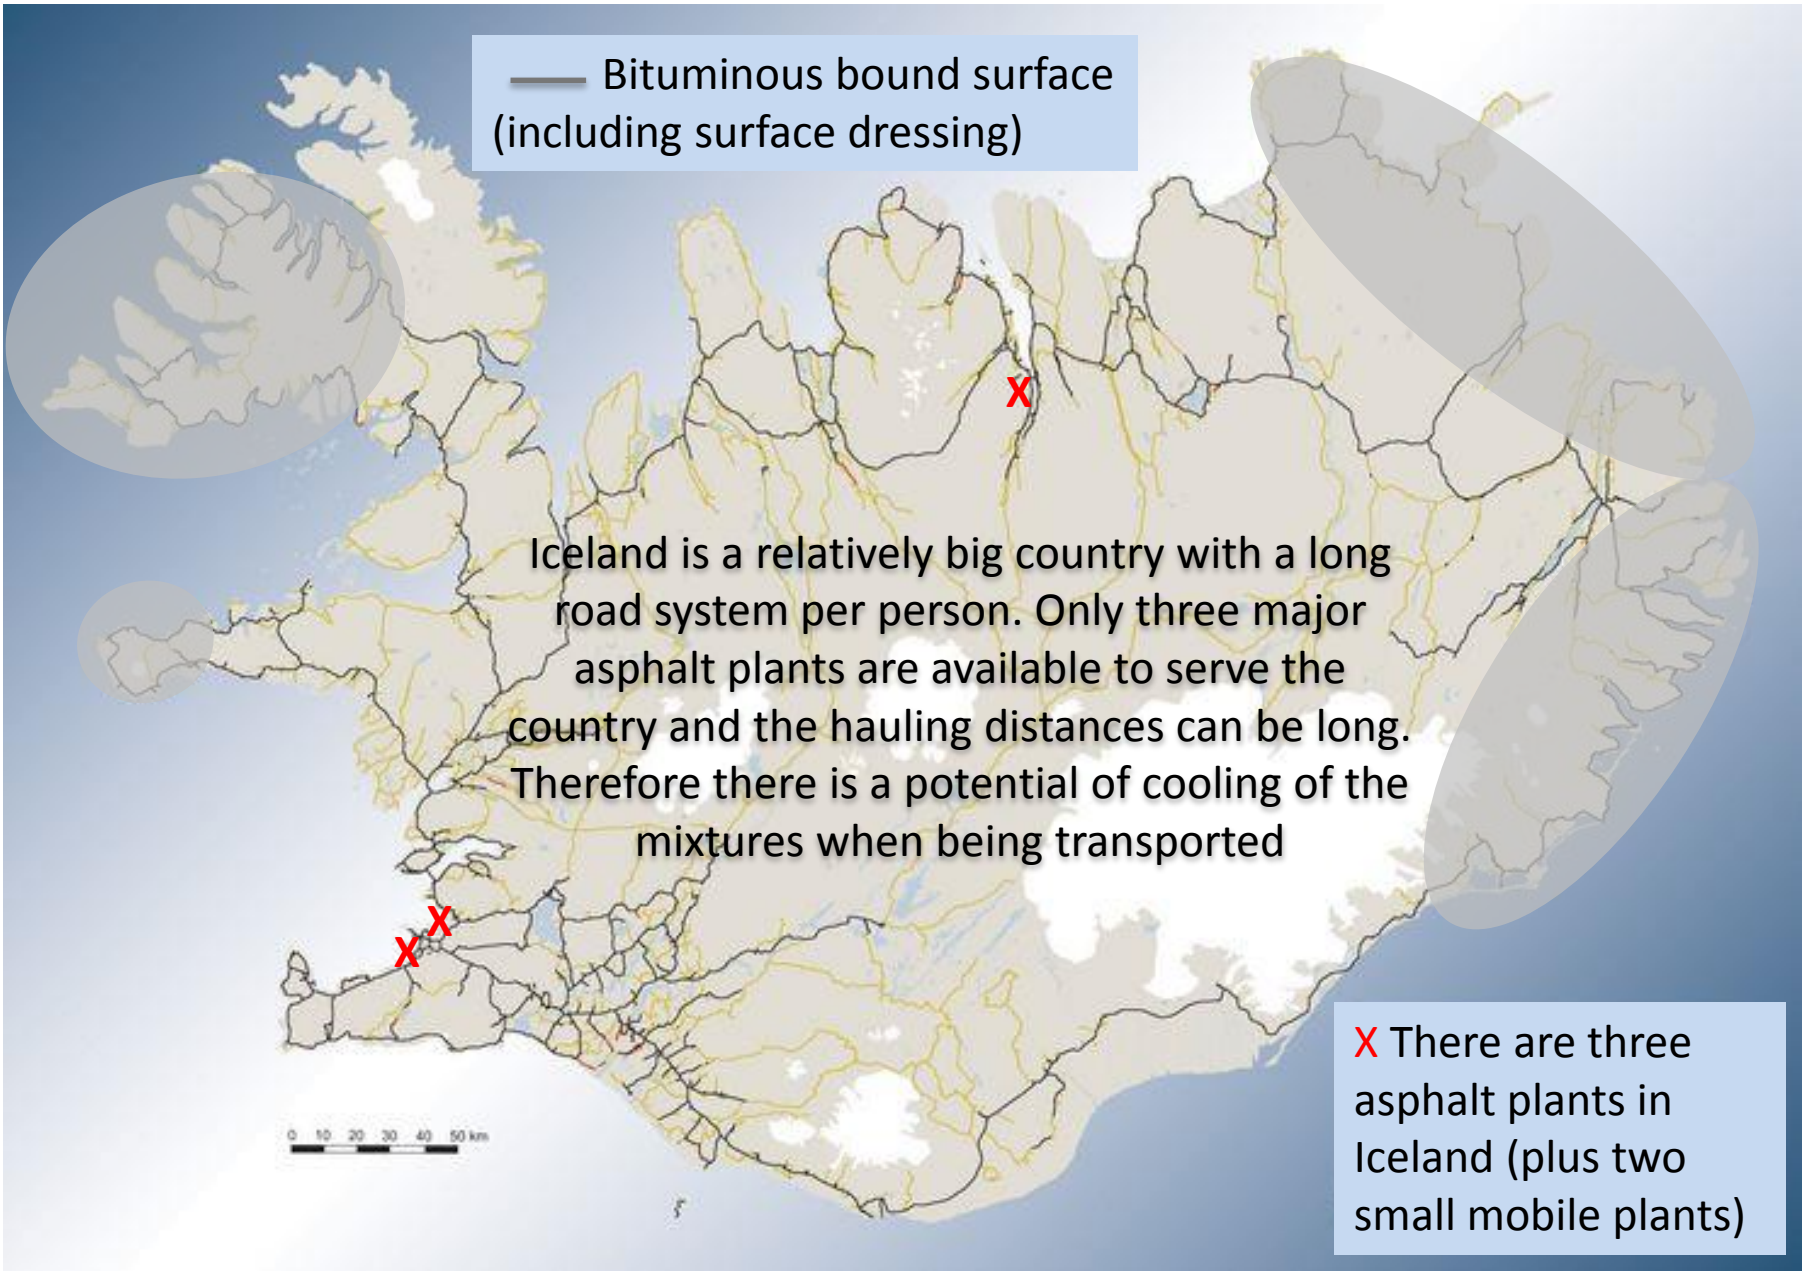 Bituminous bound surface
(including surface dressing)
X
Iceland is a relatively big country with a long
road system per person. Only three major
asphalt plants are available to serve the
country and the hauling distances can be long.
Therefore there is a potential of cooling of the
mixtures when being transported
X
X
X There are three
asphalt plants in
Iceland (plus two
small mobile plants)
0 10 20 30 40 50 km